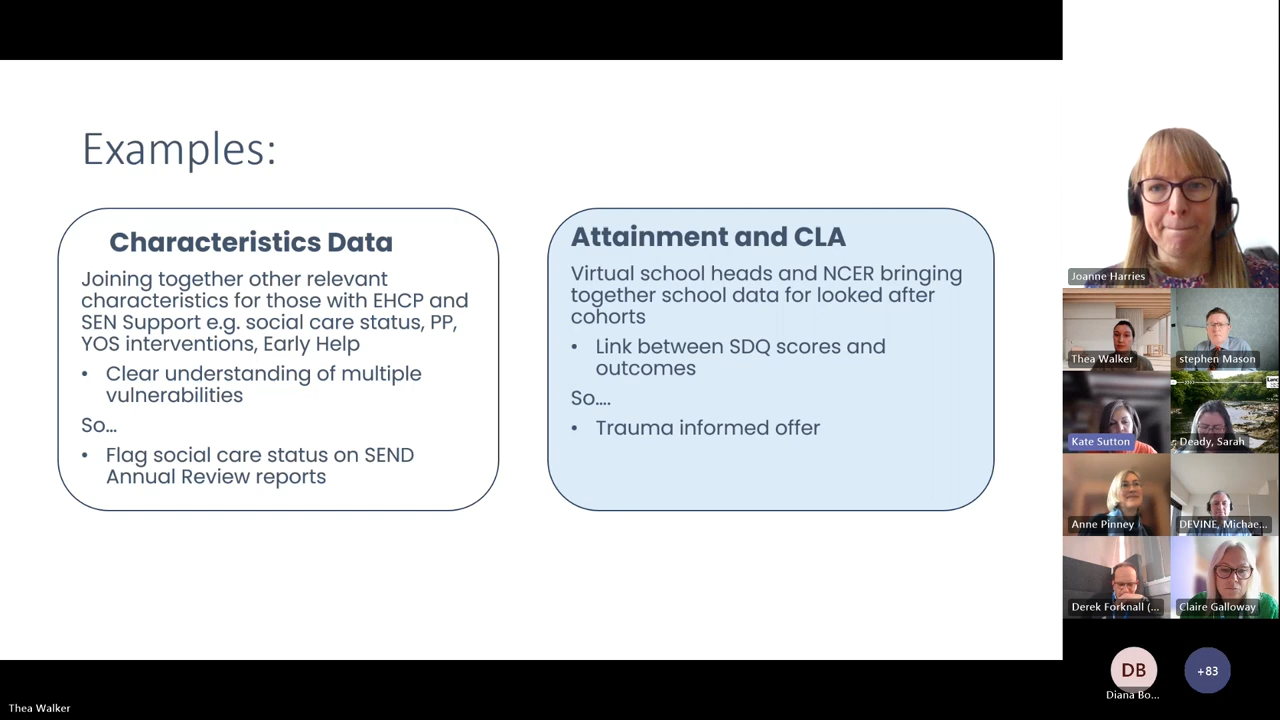 Examples:
Characteristics Data
Joining together other relevant
characteristics for those with EHCP and
SEN Support e.g. social care status, PP,
YOS interventions, Early Help
• Clear understanding of multiple
vulnerabilities
So…
• Flag social care status on SEND
Annual Review reports
Attainment and CLA
Virtual school heads and NCER bringing
together school data for looked after
cohorts
• Link between SDQ scores and
outcomes
So….
• Trauma informed offer
Joanne Harries
Thea Walker
stephen Mason
Kate Sutton
Deady, Sarah
Anne Pinney
DEVINE, Michae...
Derek Forknall (...
Claire Galloway
DB
Diana Bo...
+83
Thea Walker